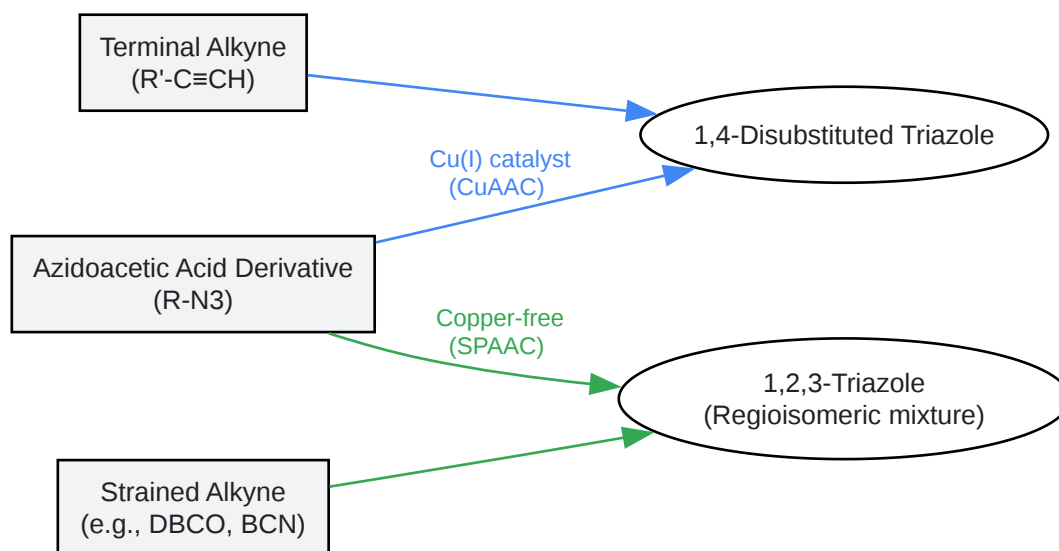 Terminal Alkyne
(R'-C≡CH)
1,4-Disubstituted Triazole
Cu(I) catalyst
(CuAAC)
Azidoacetic Acid Derivative
(R-N3)
Copper-free
(SPAAC)
1,2,3-Triazole
(Regioisomeric mixture)
Strained Alkyne
(e.g., DBCO, BCN)